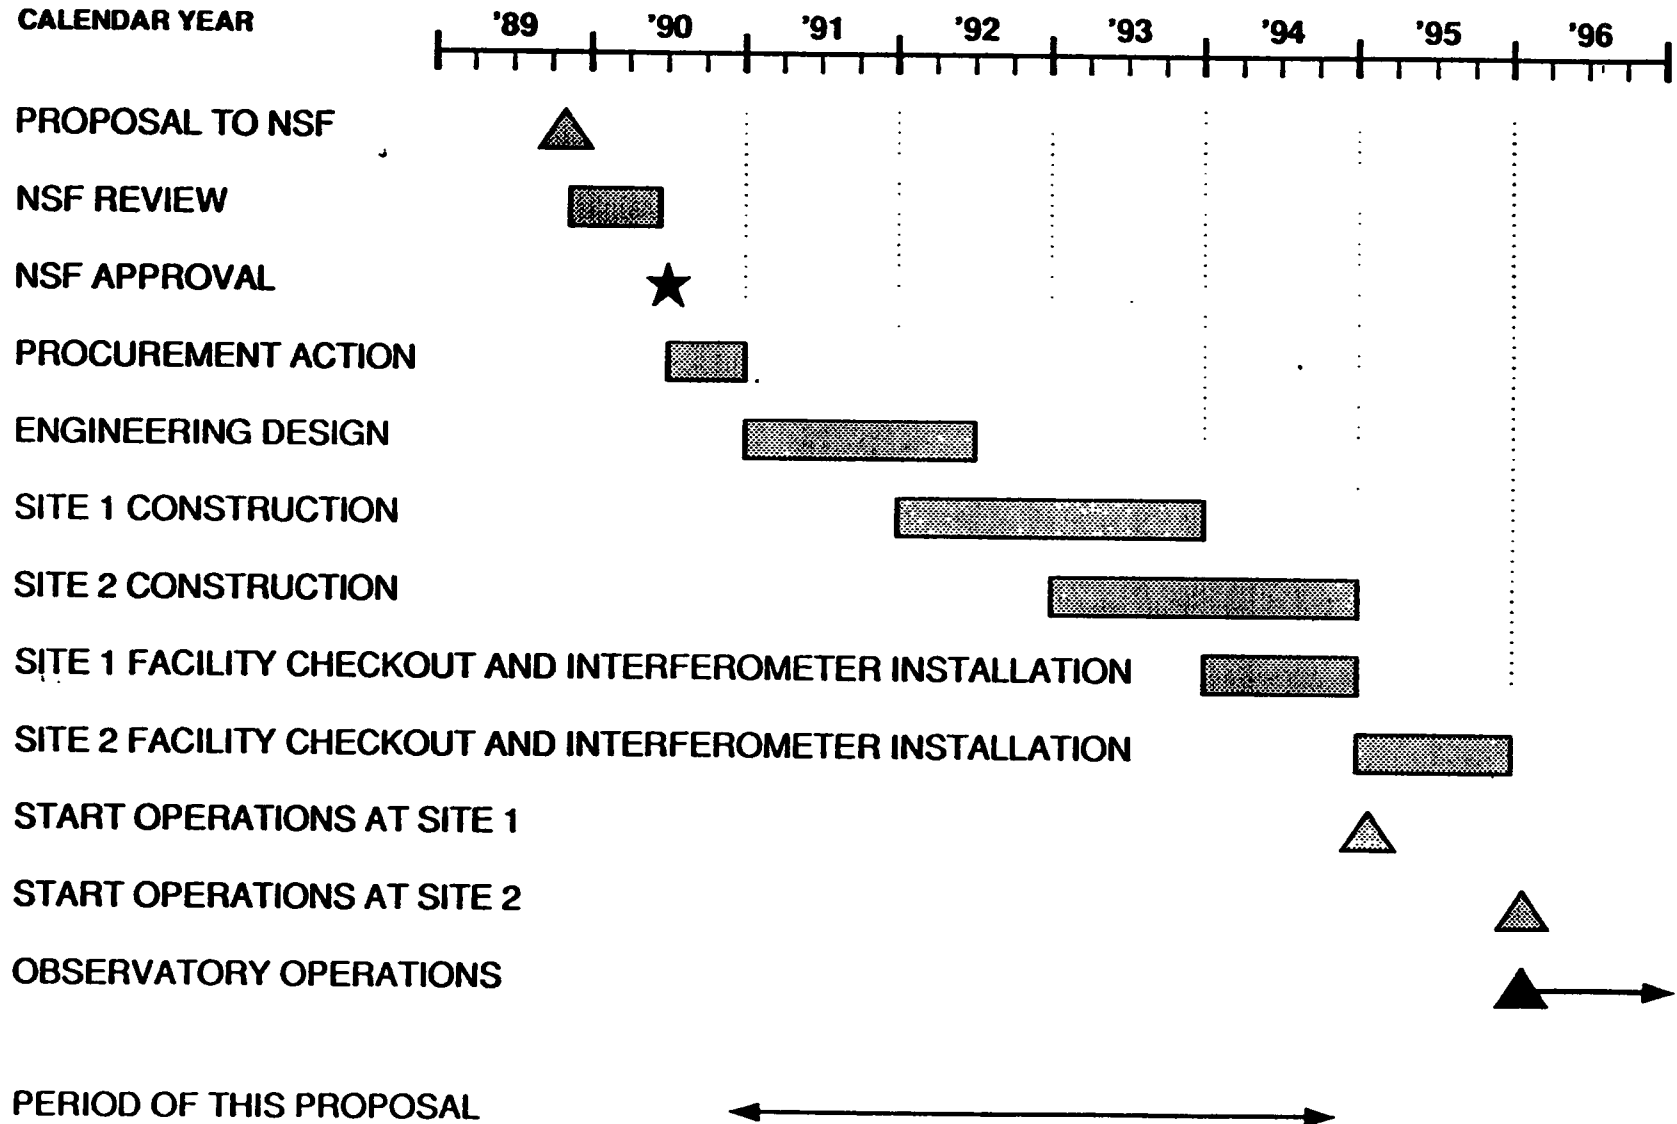 CALENDAR YEAR '89 '90 '91 '92 '93 '94 '95 '96
PROPOSAL TO NSF
NSF REVIEW
NSF APPROVAL
PROCUREMENT ACTION
ENGINEERING DESIGN
SITE 1 CONSTRUCTION
SITE 2 CONSTRUCTION
SITE 1 FACILITY CHECKOUT AND INTERFEROMETER INSTALLATION
SITE 2 FACILITY CHECKOUT AND INTERFEROMETER INSTALLATION
START OPERATIONS AT SITE 1
START OPERATIONS AT SITE 2
OBSERVATORY OPERATIONS
PERIOD OF THIS PROPOSAL